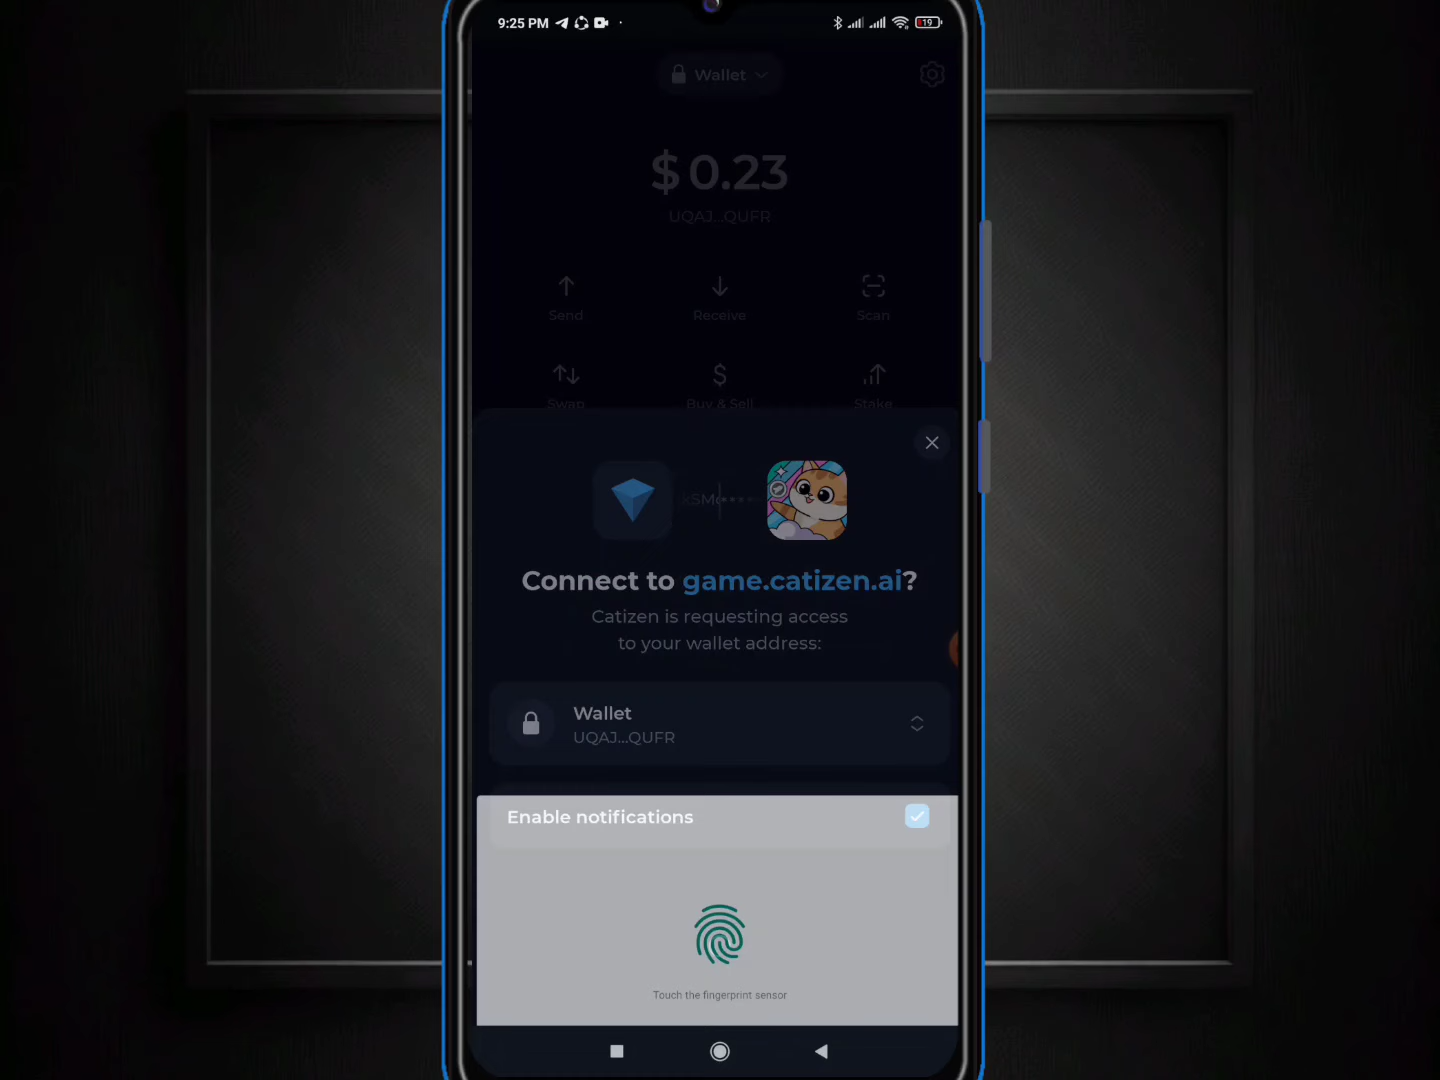 9:25 PM
19
Wallet
$ 0.23
UQAJ...QUFR
Send
Receive
Scan
Swap
Buy & Sell
Stake
Connect to game.catizen.ai?
Catizen is requesting access
to your wallet address:
Wallet
UQAJ...QUFR
Enable notifications
Touch the fingerprint sensor